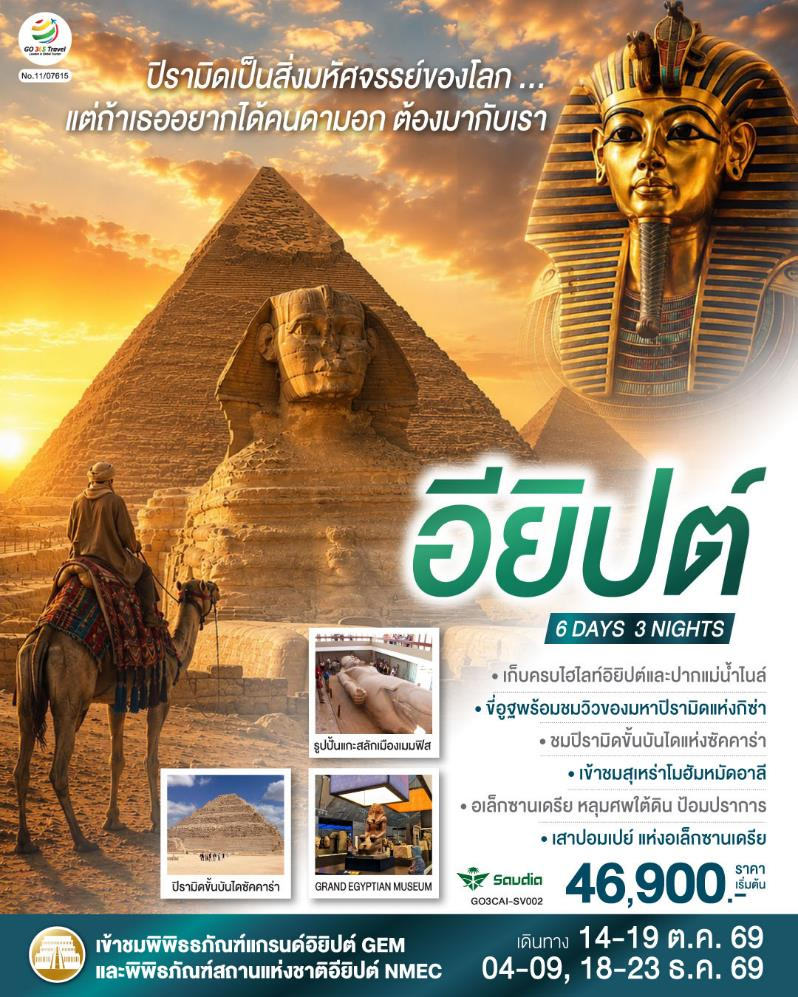 GO 365 Travel
No.11/07615
ปิรามิดเป็นสิ่งมหัศจรรย์ของโลก ...
แต่ถ้าเธออยากได้คนดามอก ต้องมากับเรา
อียิปต์
6 DAYS 3 NIGHTS
• เก็บครบไฮไลท์อิยิปต์และปากแม่น้ำไนล์
• ขี่อูฐพร้อมชมวิวของมหาปิรามิดแห่งกิซ่า
• ชมปิรามิดขั้นบันไดแห่งซัคคาร่า
• เข้าชมสุเหร่าโมฮัมหมัดอาลี
• อเล็กซานเดรีย หลุมศพใต้ดิน ป้อมปราการ
• เสาปอมเปย์ แห่งอเล็กซานเดรีย
รูปปั้นแกะสลักเมืองเมมฟิส
ปิรามิดขั้นบันไดซัคคาร่า
GRAND EGYPTIAN MUSEUM
Saudia
GO3CAI-SV002
46,900.-
ราคา
เริ่มต้น
เข้าชมพิพิธรภัณฑ์แกรนด์อิยิปต์ GEM
และพิพิธภัณฑ์สถานแห่งชาติอียิปต์ NMEC
เดินทาง 14-19 ต.ค. 69
04-09, 18-23 ธ.ค. 69